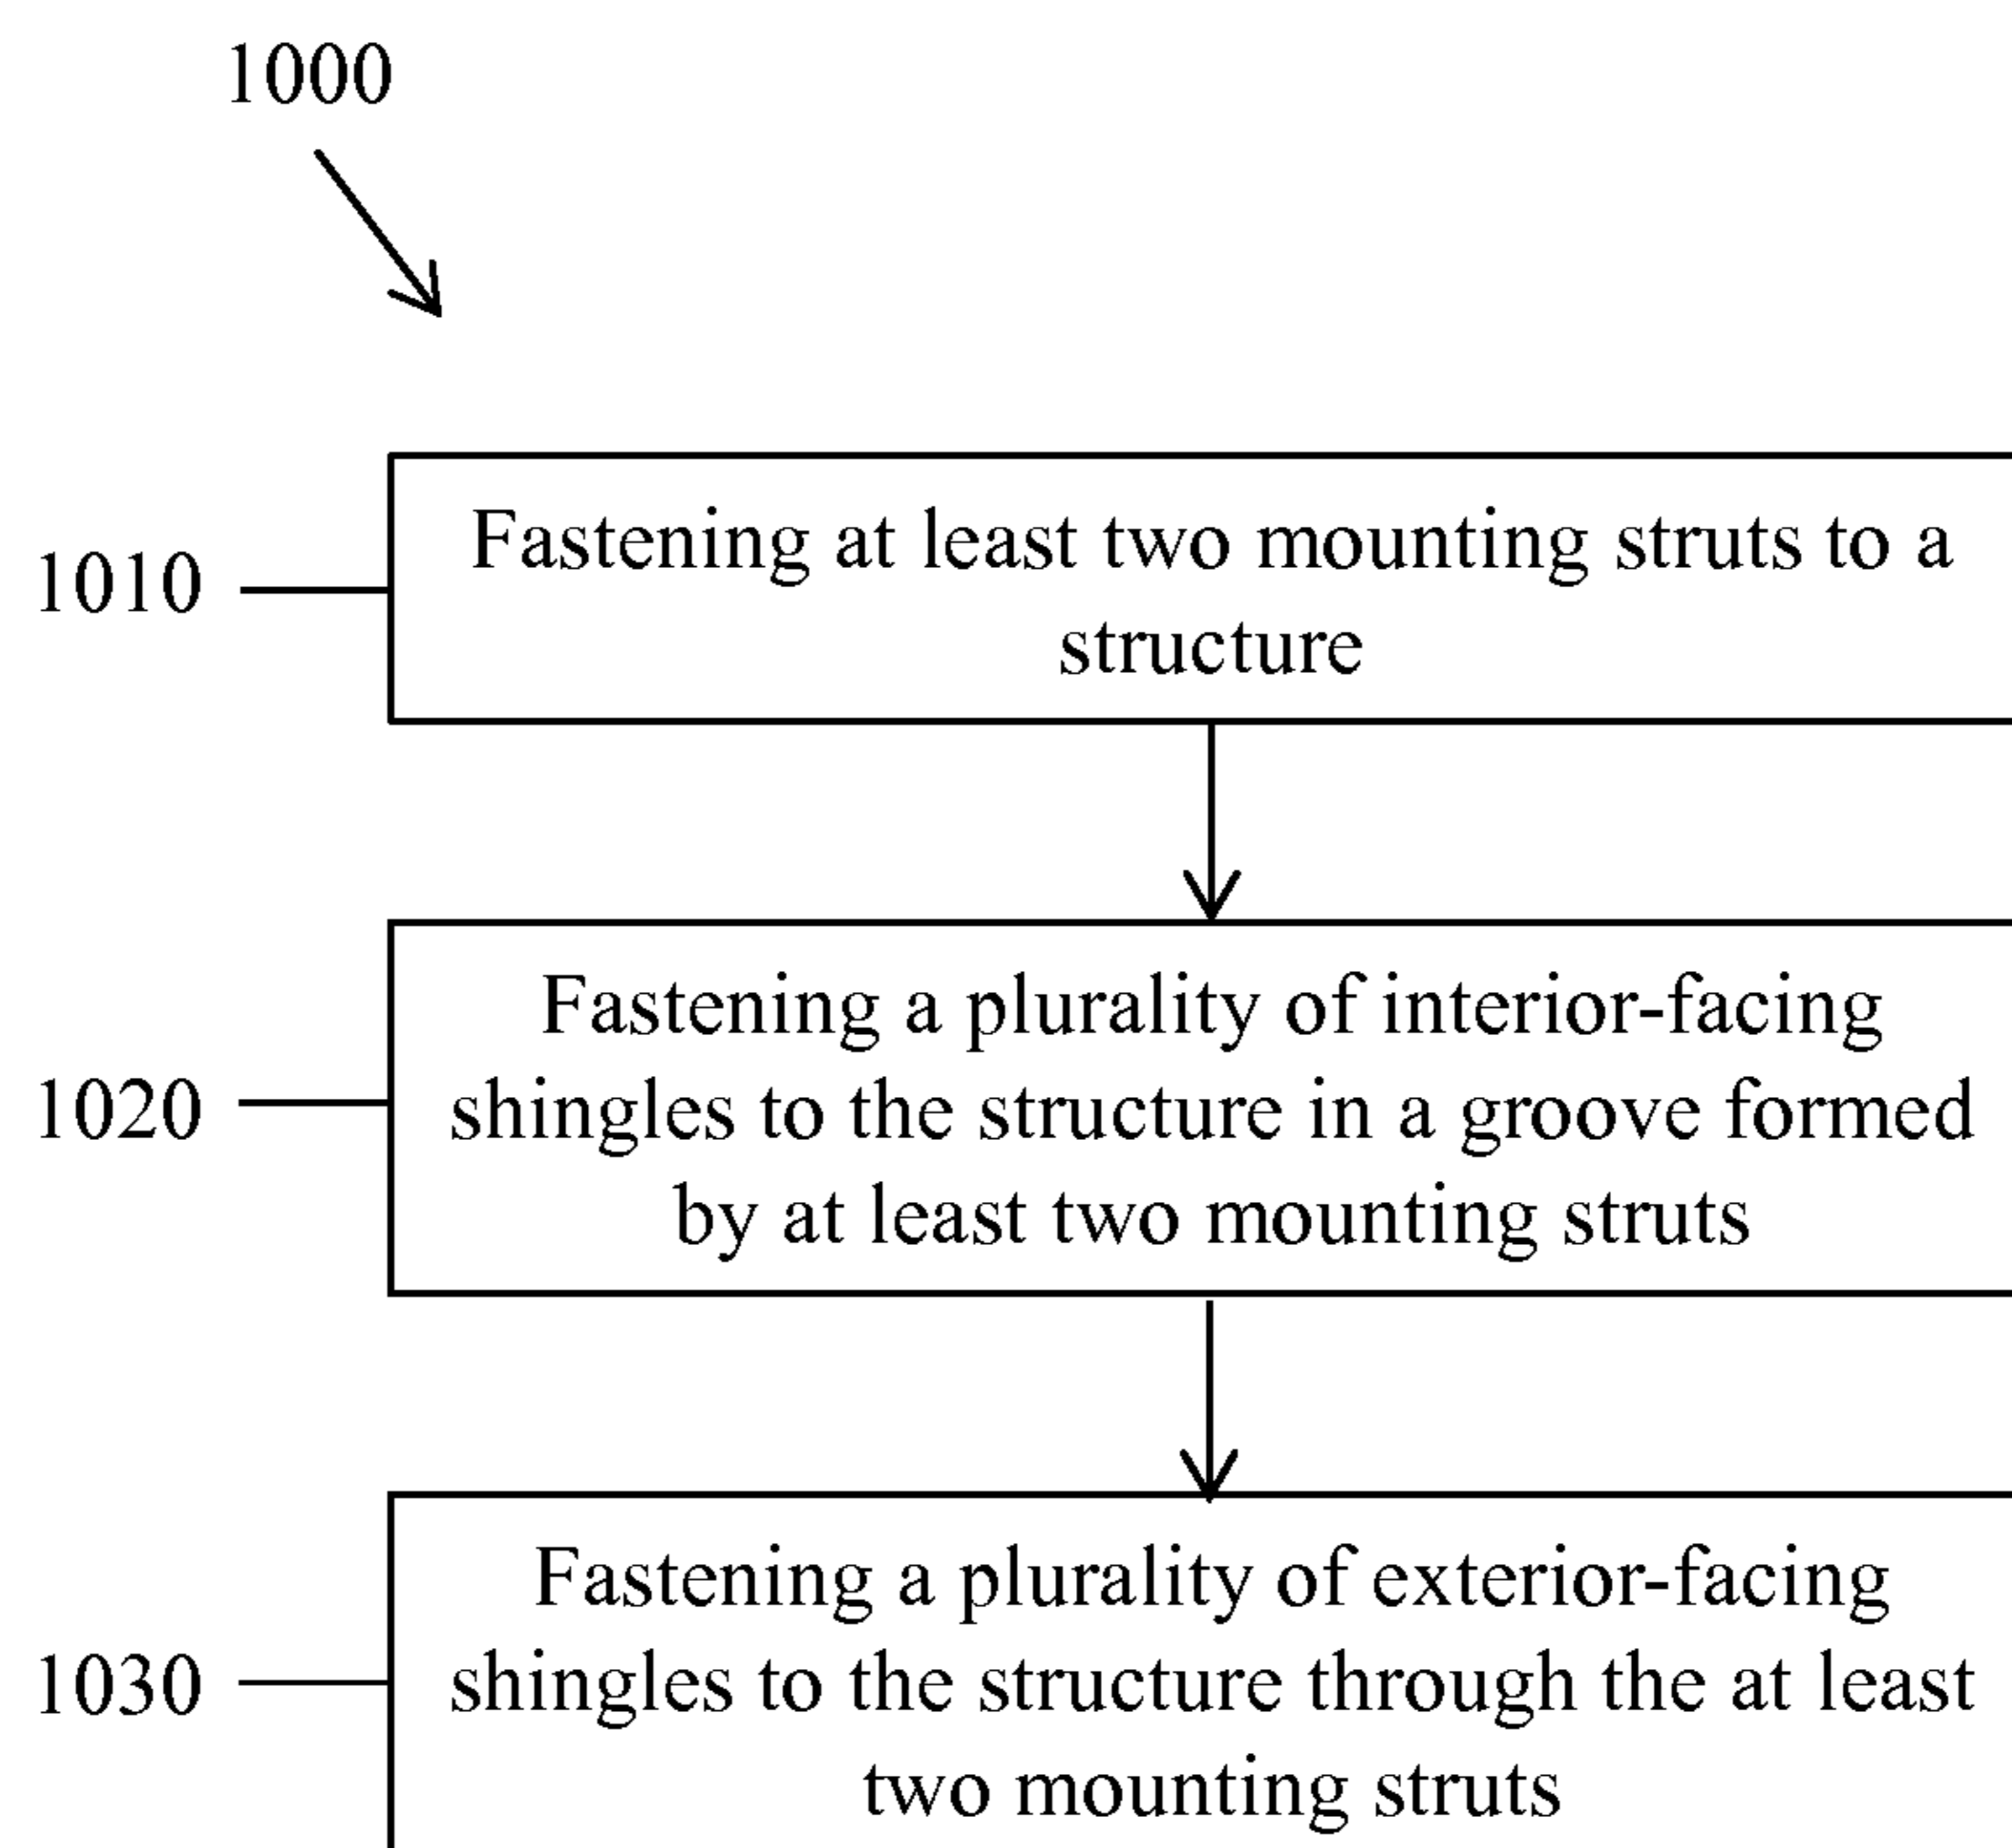 1000
1010
Fastening at least two mounting struts to a
structure
1020
Fastening a plurality of interior-facing
shingles to the structure in a groove formed
by at least two mounting struts
1030
Fastening a plurality of exterior-facing
shingles to the structure through the at least
two mounting struts